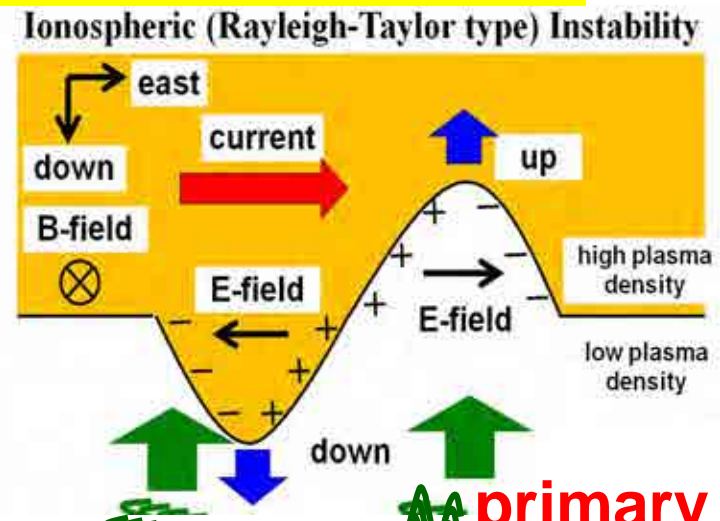 Ionospheric (Rayleigh-Taylor type) Instability
east
current
down
up
B-field
E-field
high plasma
density
E-field
low plasma
density
down
primary